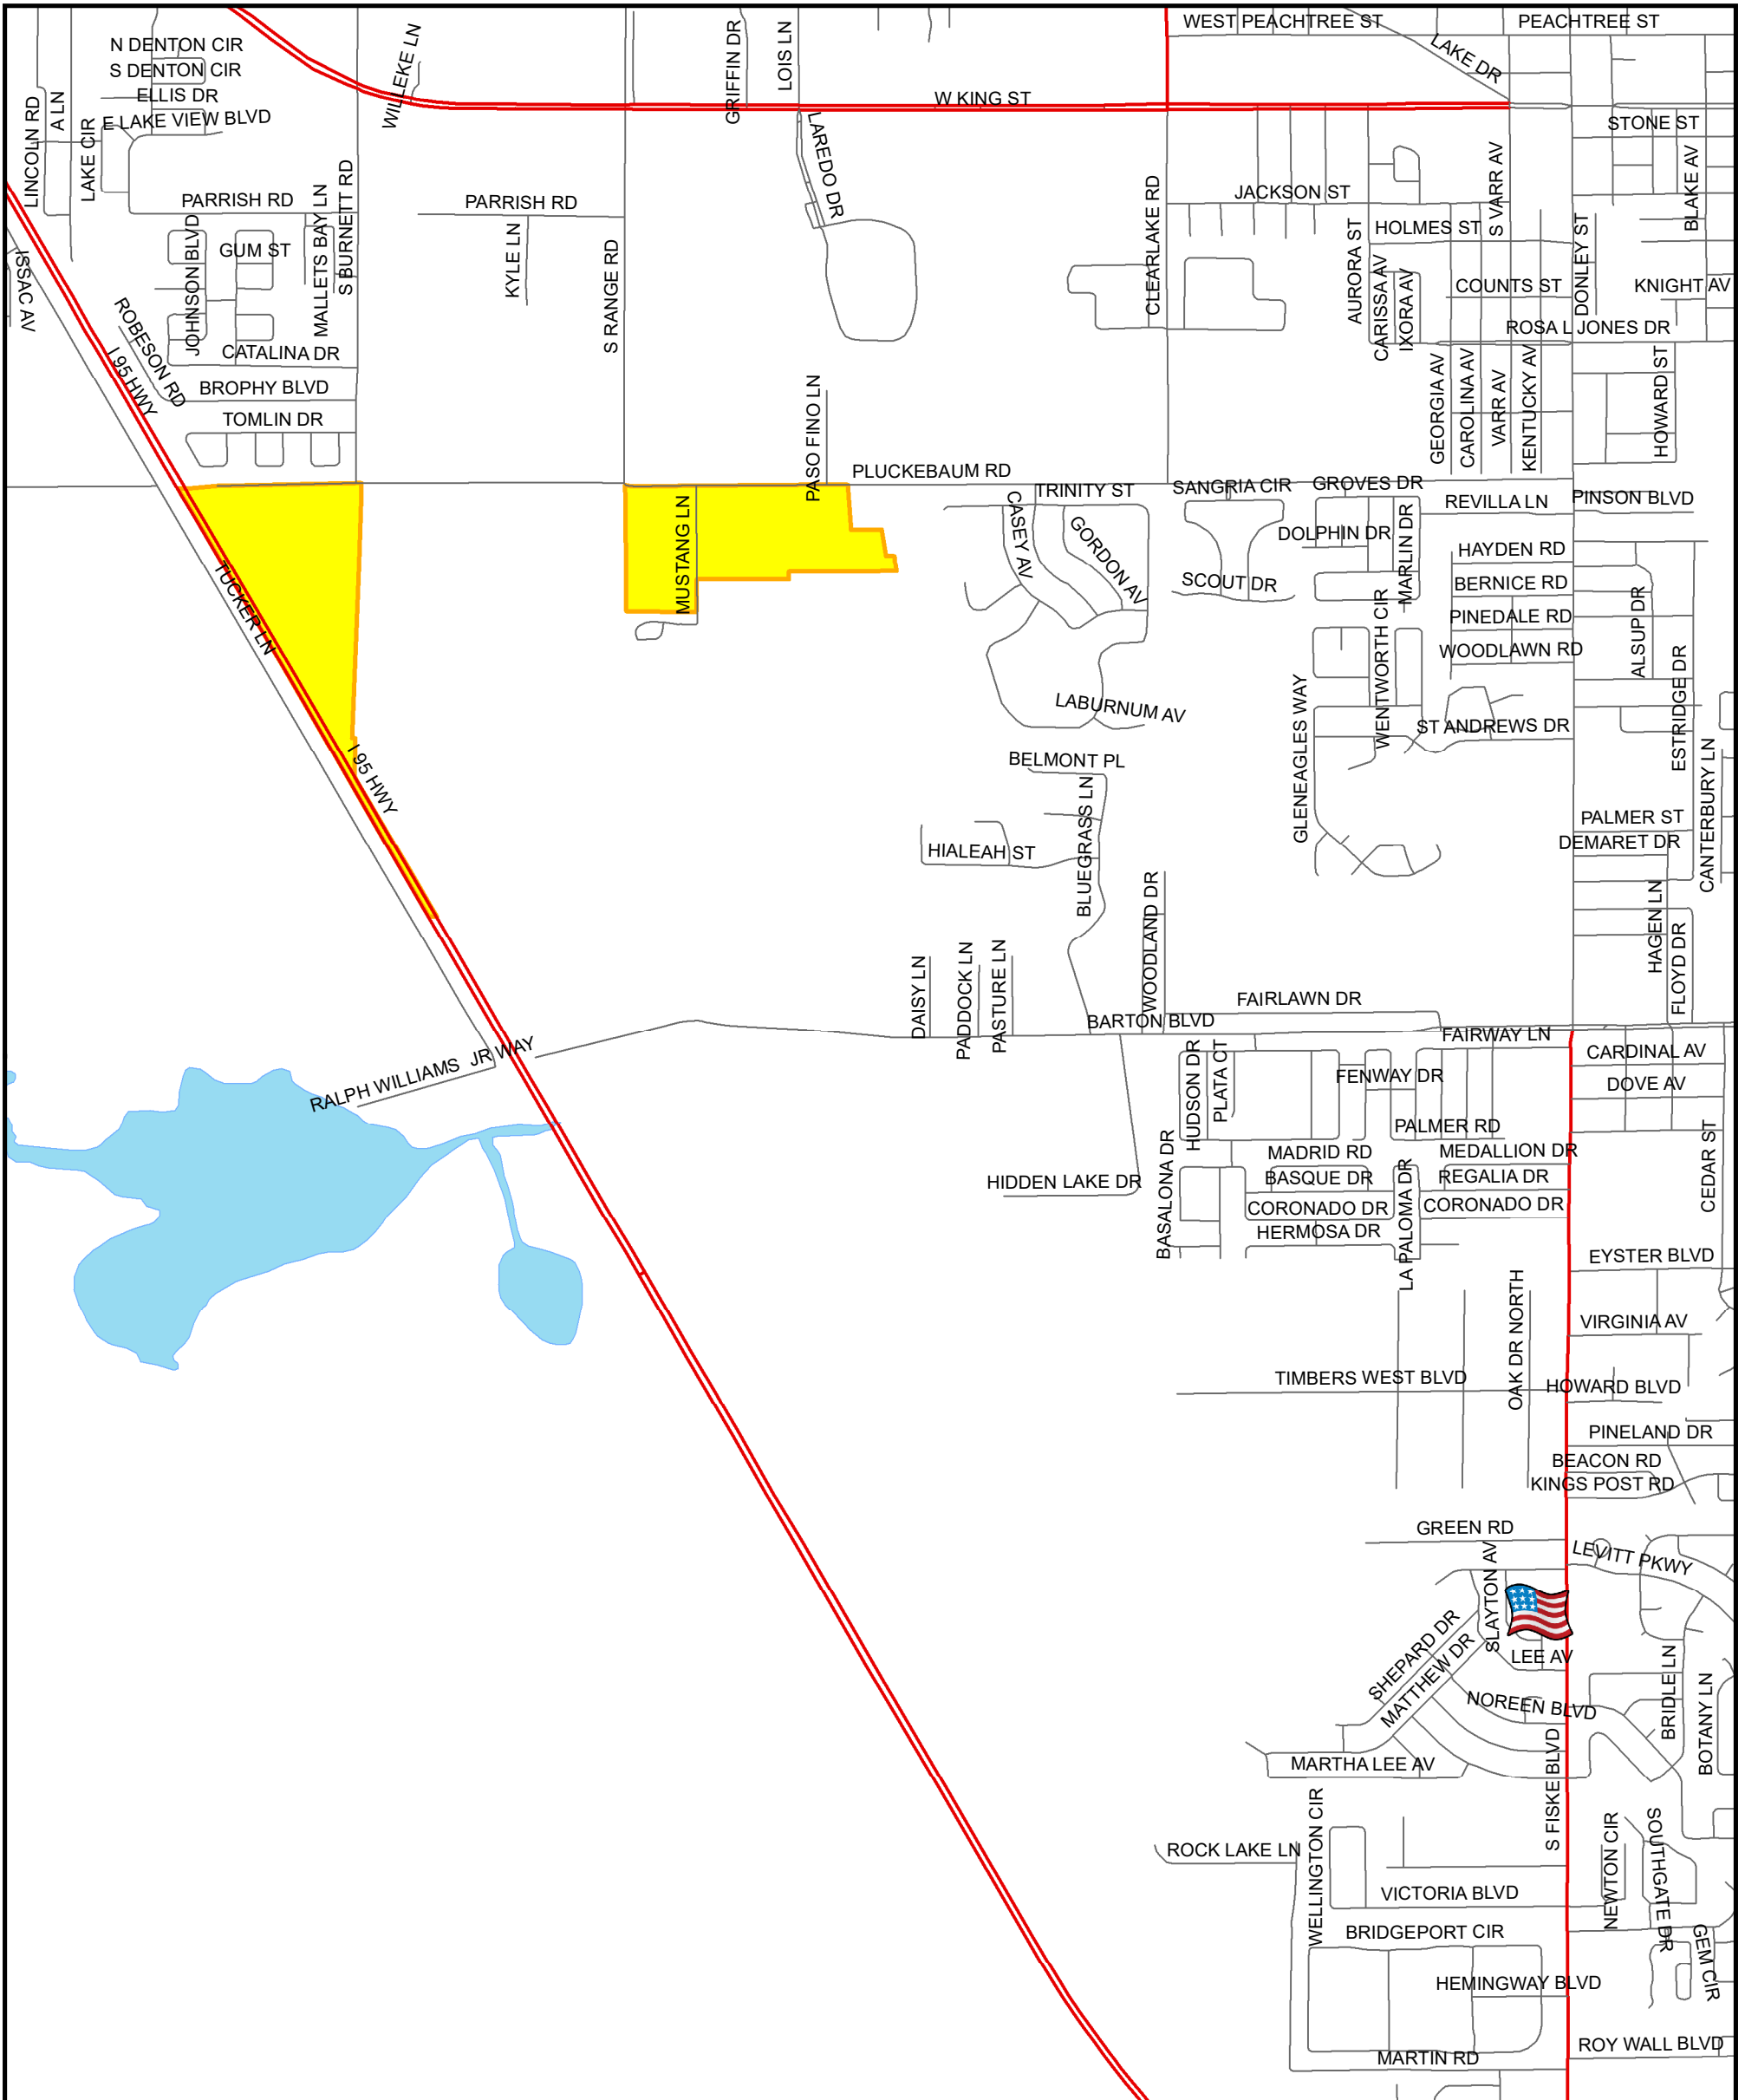 WEST PEACHTREE ST
PEACHTREE ST
N DENTON CIR
S DENTON CIR
ELLIS DR
E LAKE VIEW BLVD
LINCOLN RD
A LN
LAKE CIR
WILLEKE LN
GRIFFIN DR
LOIS LN
LAKE DR
W KING ST
LAREDO DR
STONE ST
BLAKE AV
PARRISH RD
PARRISH RD
JACKSON ST
S VARR AV
HOLMES ST
CLEARLAKE RD
AURORA ST
CARISSA AV
IXORA AV
DONLEY ST
COUNTS ST
KNIGHT AV
ROSA L JONES DR
ISSAC AV
JOHNSON BLVD
GUM ST
MALLETS BAY LN
S BURNETT RD
KYLE LN
S RANGE RD
ROBESON RD
I 95 HWY
CATALINA DR
BROPHY BLVD
TOMLIN DR
PASO FINO LN
GEORGIA AV
CAROLINA AV
VARR AV
KENTUCKY AV
HOWARD ST
PLUCKEBAUM RD
TRINITY ST
SANGRIA CIR
GROVES DR
REVILLA LN
PINSON BLVD
MUSTANG LN
CASEY AV
GORDON AV
DOLPHIN DR
MARLIN DR
SCOUT DR
HAYDEN RD
BERNICE RD
PINEDALE RD
WOODLAWN RD
ALSUP DR
ESTRIDGE DR
TUCKER LN
WENTWORTH CIR
GLENEAGLES WAY
LABURNUM AV
ST ANDREWS DR
I 95 HWY
BELMONT PL
BLUEGRASS LN
HIALEAH ST
PALMER ST
DEMARET DR
CANTERBURY LN
HAGEN LN
FLOYD DR
WOODLAND DR
DAISY LN
PADDOCK LN
PASTURE LN
FAIRLAWN DR
BARTON BLVD
FAIRWAY LN
RALPH WILLIAMS JR WAY
CARDINAL AV
DOVE AV
HUDSON DR
PLATA CT
FENWAY DR
PALMER RD
MADRID RD
MEDALLION DR
BASALONA DR
BASQUE DR
REGALIA DR
HIDDEN LAKE DR
CORONADO DR
CORONADO DR
HERMOSA DR
LA PALOMA DR
CEDAR ST
EYSTER BLVD
OAK DR NORTH
VIRGINIA AV
TIMBERS WEST BLVD
HOWARD BLVD
PINELAND DR
BEACON RD
KINGS POST RD
GREEN RD
LEVITT PKWY
SLAYTON AV
SHEPARD DR
MATTHEW DR
LEE AV
NOREEN BLVD
BRIDLE LN
BOTANY LN
MARTHA LEE AV
S FISKE BLVD
WELLINGTON CIR
ROCK LAKE LN
NEWTON CIR
SOUTHGATE DR
VICTORIA BLVD
BRIDGEPORT CIR
GEM CIR
HEMINGWAY BLVD
ROY WALL BLVD
MARTIN RD